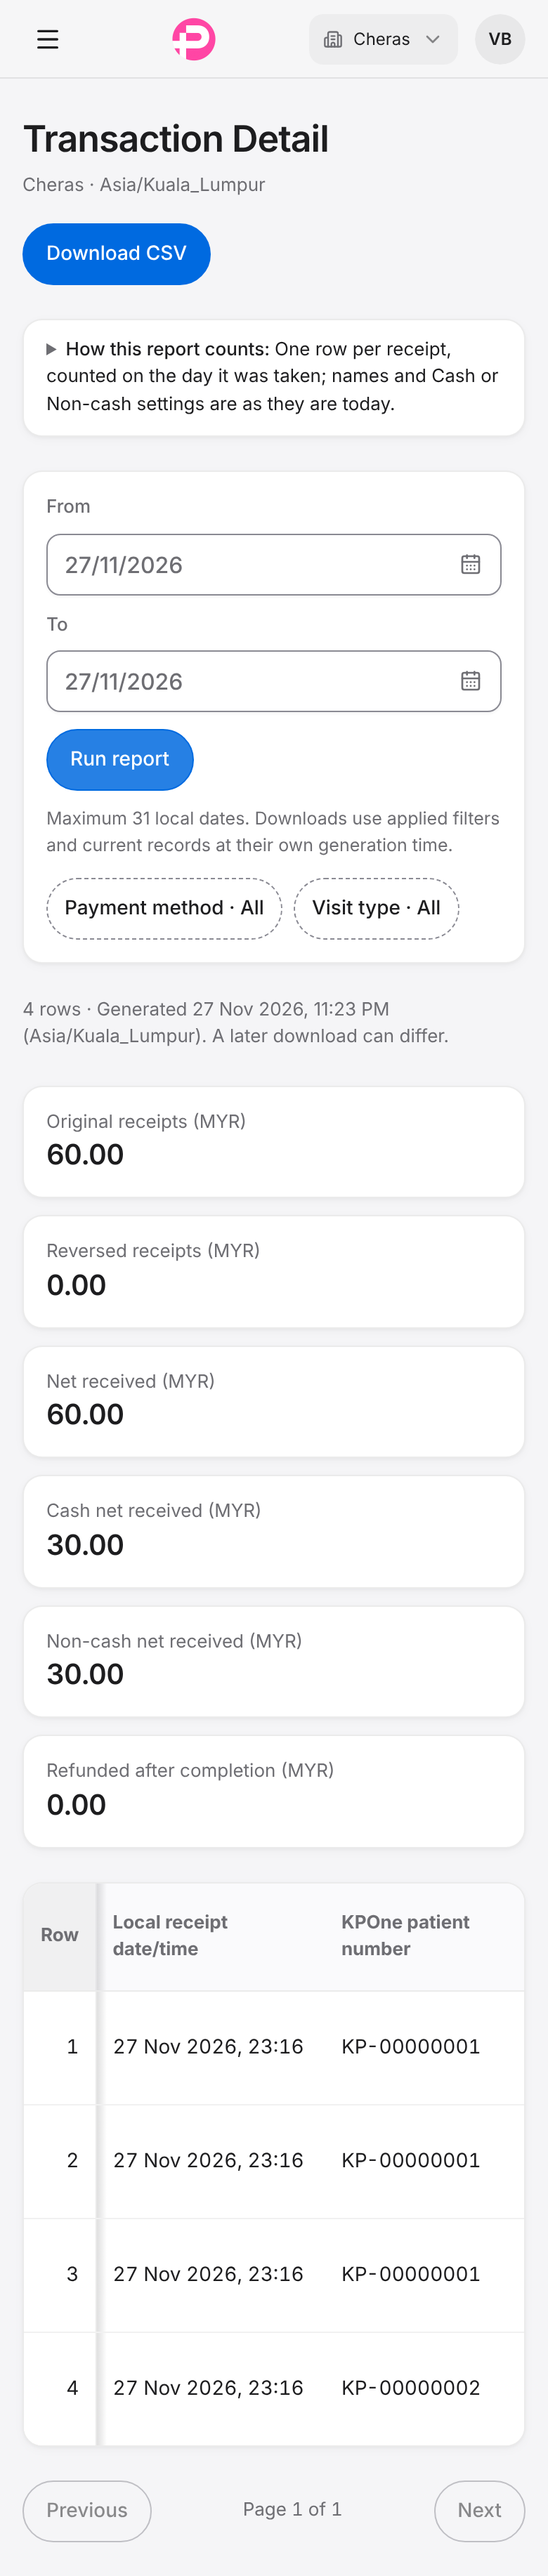 Cheras
VB
Transaction Detail
Cheras · Asia/Kuala_Lumpur
Download CSV
How this report counts: One row per receipt,
counted on the day it was taken; names and Cash or
Non-cash settings are as they are today.
From
27/11/2026
To
27/11/2026
Run report
Maximum 31 local dates. Downloads use applied filters
and current records at their own generation time.
Payment method · All
Visit type · All
4 rows · Generated 27 Nov 2026, 11:23 PM
(Asia/Kuala_Lumpur). A later download can differ.
Original receipts (MYR)
60.00
Reversed receipts (MYR)
0.00
Net received (MYR)
60.00
Cash net received (MYR)
30.00
Non-cash net received (MYR)
30.00
Refunded after completion (MYR)
0.00
Row Local receipt date/time KPOne patient number
1 27 Nov 2026, 23:16 KP-00000001
2 27 Nov 2026, 23:16 KP-00000001
3 27 Nov 2026, 23:16 KP-00000001
4 27 Nov 2026, 23:16 KP-00000002
Previous
Page 1 of 1
Next